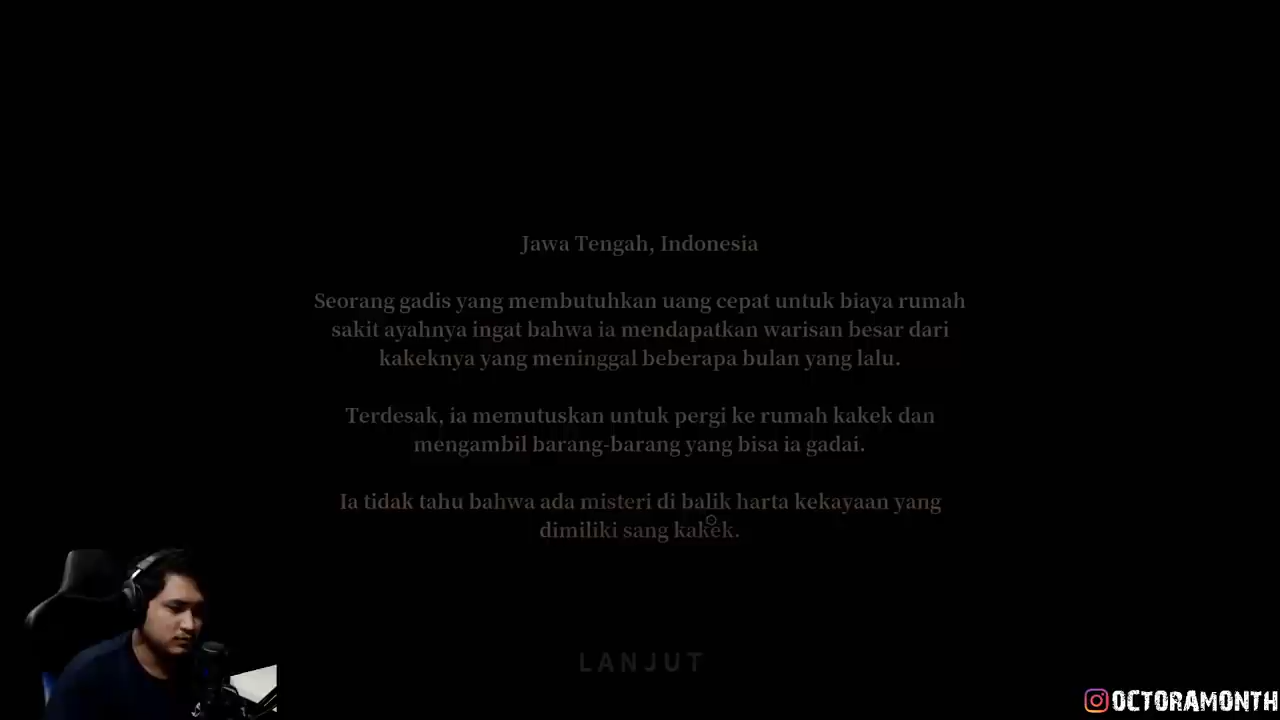 Jawa Tengah, Indonesia
Seorang gadis yang membutuhkan uang cepat untuk biaya rumah
sakit ayahnya ingat bahwa ia mendapatkan warisan besar dari
kakeknya yang meninggal beberapa bulan yang lalu.
Terdesak, ia memutuskan untuk pergi ke rumah kakek dan
mengambil barang-barang yang bisa ia gadai.
Ia tidak tahu bahwa ada misteri di balik harta kekayaan yang
dimiliki sang kakek.
LANJUT
OCTORAMONTH